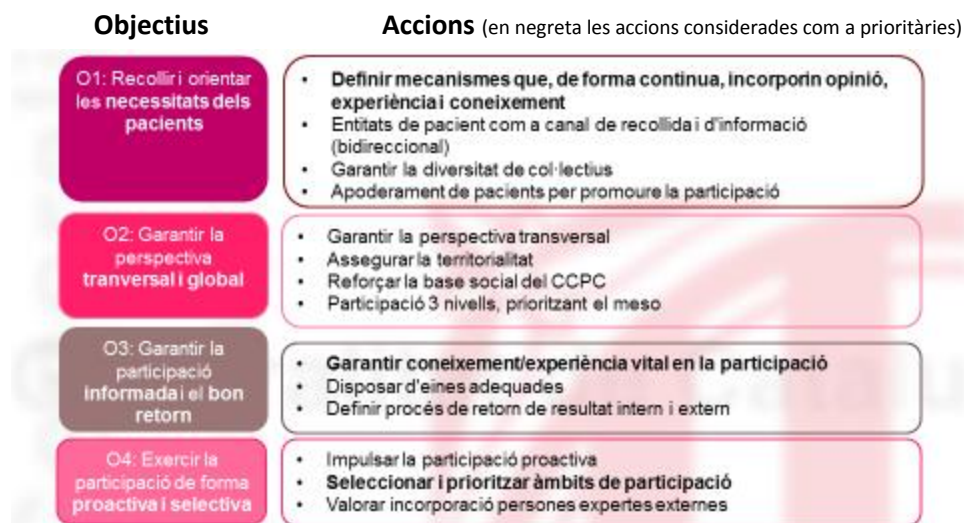 Objectius
Accions (en negreta les accions considerades com a prioritàries)
O1: Recollir i orientar
les necessitats dels
pacients
• Definir mecanismes que, de forma continua, incorporin opinió,
experiència i coneixement
• Entitats de pacient com a canal de recollida i d'informació
(bidireccional)
• Garantir la diversitat de col·lectius
• Apoderament de pacients per promoure la participació
O2: Garantir la
perspectiva
tranversal i global
• Garantir la perspectiva transversal
• Assegurar la territorialitat
• Reforçar la base social del CCPC
• Participació 3 nivells, prioritzant el meso
O3: Garantir la
participació
informada i el bon
retorn
• Garantir coneixement/experiència vital en la participació
• Disposar d'eines adequades
• Definir procés de retorn de resultat intern i extern
O4: Exercir la
participació de forma
proactiva i selectiva
• Impulsar la participació proactiva
• Seleccionar i prioritzar àmbits de participació
• Valorar incorporació persones expertes externes